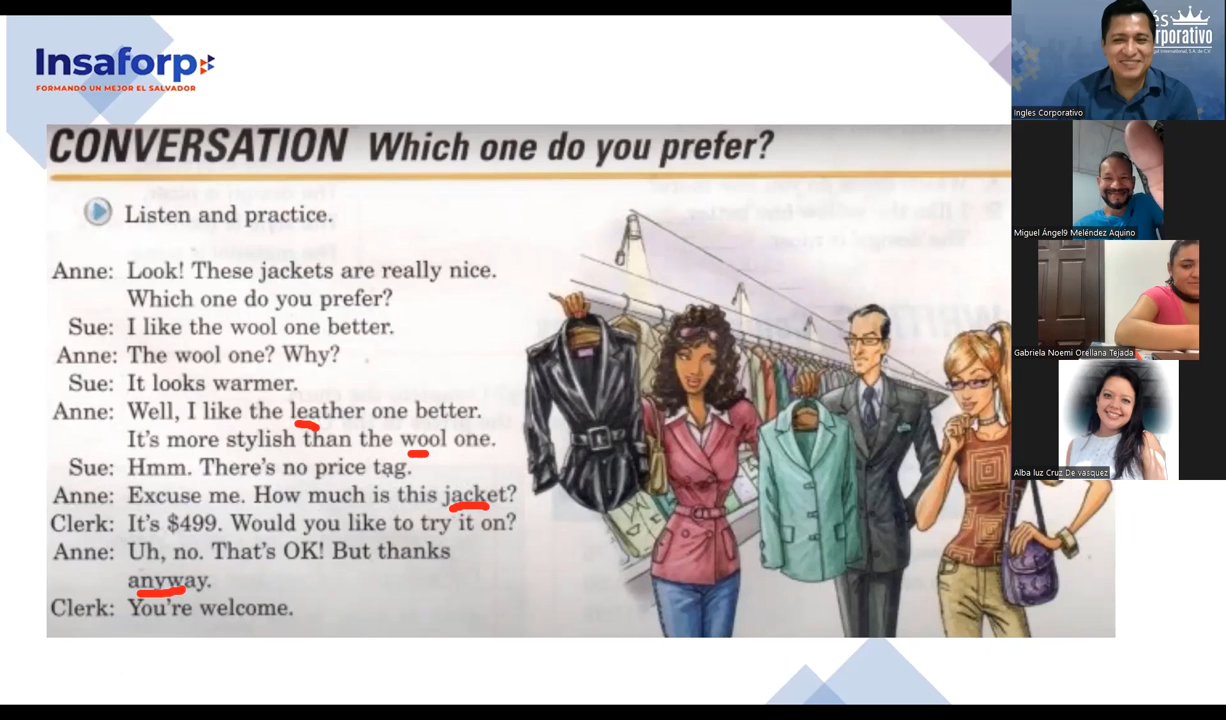 Insaforp
FORMANDO UN MEJOR EL SALVADOR
CONVERSATION Which one do you prefer?
Listen and practice.
Anne: Look! These jackets are really nice.
Which one do you prefer?
Sue: I like the wool one better.
Anne: The wool one? Why?
Sue: It looks warmer.
Anne: Well, I like the leather one better.
It's more stylish than the wool one.
Sue: Hmm. There's no price tag.
Anne: Excuse me. How much is this jacket?
Clerk: It's $499. Would you like to try it on?
Anne: Uh, no. That's OK! But thanks
anyway.
Clerk: You're welcome.
Ingles Corporativo
Miguel Ángel9 Meléndez Aquino
Gabriela Noemi Orellana Tejada
Alba luz Cruz De vasquez